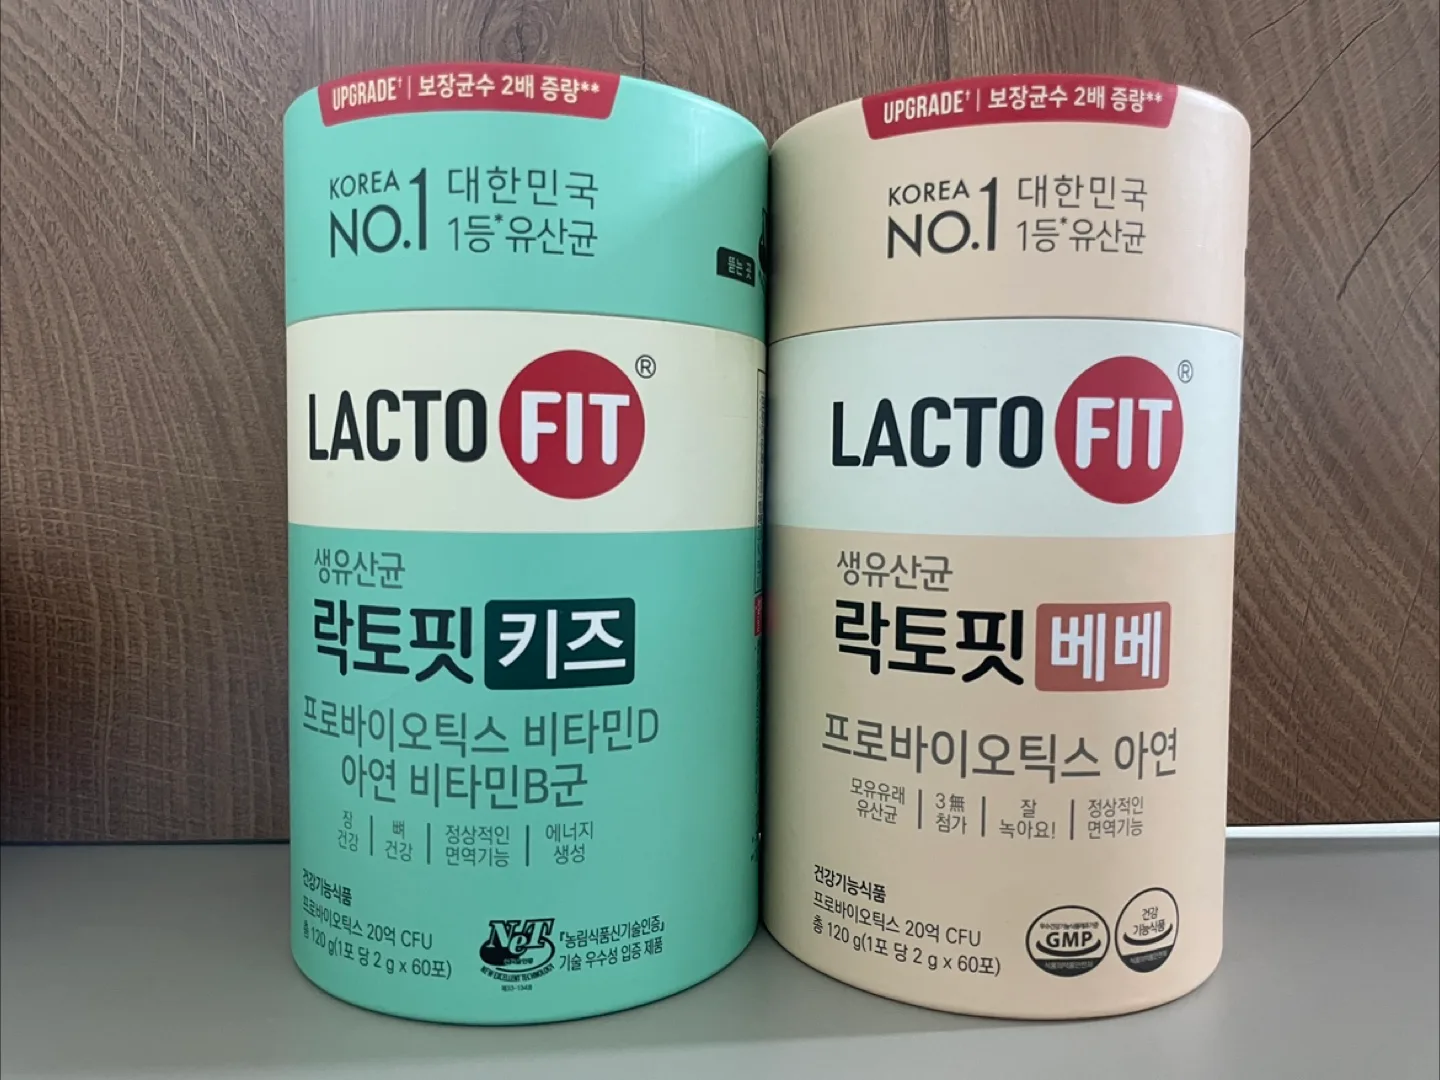 UPGRADE† | 보장균수 2배 증량**
KOREA NO.1
대한민국
1등*유산균
LACTO FIT®
생유산균
락토핏 키즈
프로바이오틱스 비타민D
아연 비타민B군
장 건강 | 뼈 건강 | 정상적인 면역기능 | 에너지 생성
건강기능식품
프로바이오틱스 20억 CFU
총 120 g(1포 당 2 g x 60포)
NeT
NEW EXCELLENT TECHNOLOGY
『농림식품신기술인증』
기술 우수성 입증 제품
UPGRADE† | 보장균수 2배 증량**
KOREA NO.1
대한민국
1등*유산균
LACTO FIT®
생유산균
락토핏 베베
프로바이오틱스 아연
모유유래 유산균 | 3無 첨가 | 잘 녹아요! | 정상적인 면역기능
건강기능식품
프로바이오틱스 20억 CFU
총 120 g(1포 당 2 g x 60포)
GMP
건강
기능식품